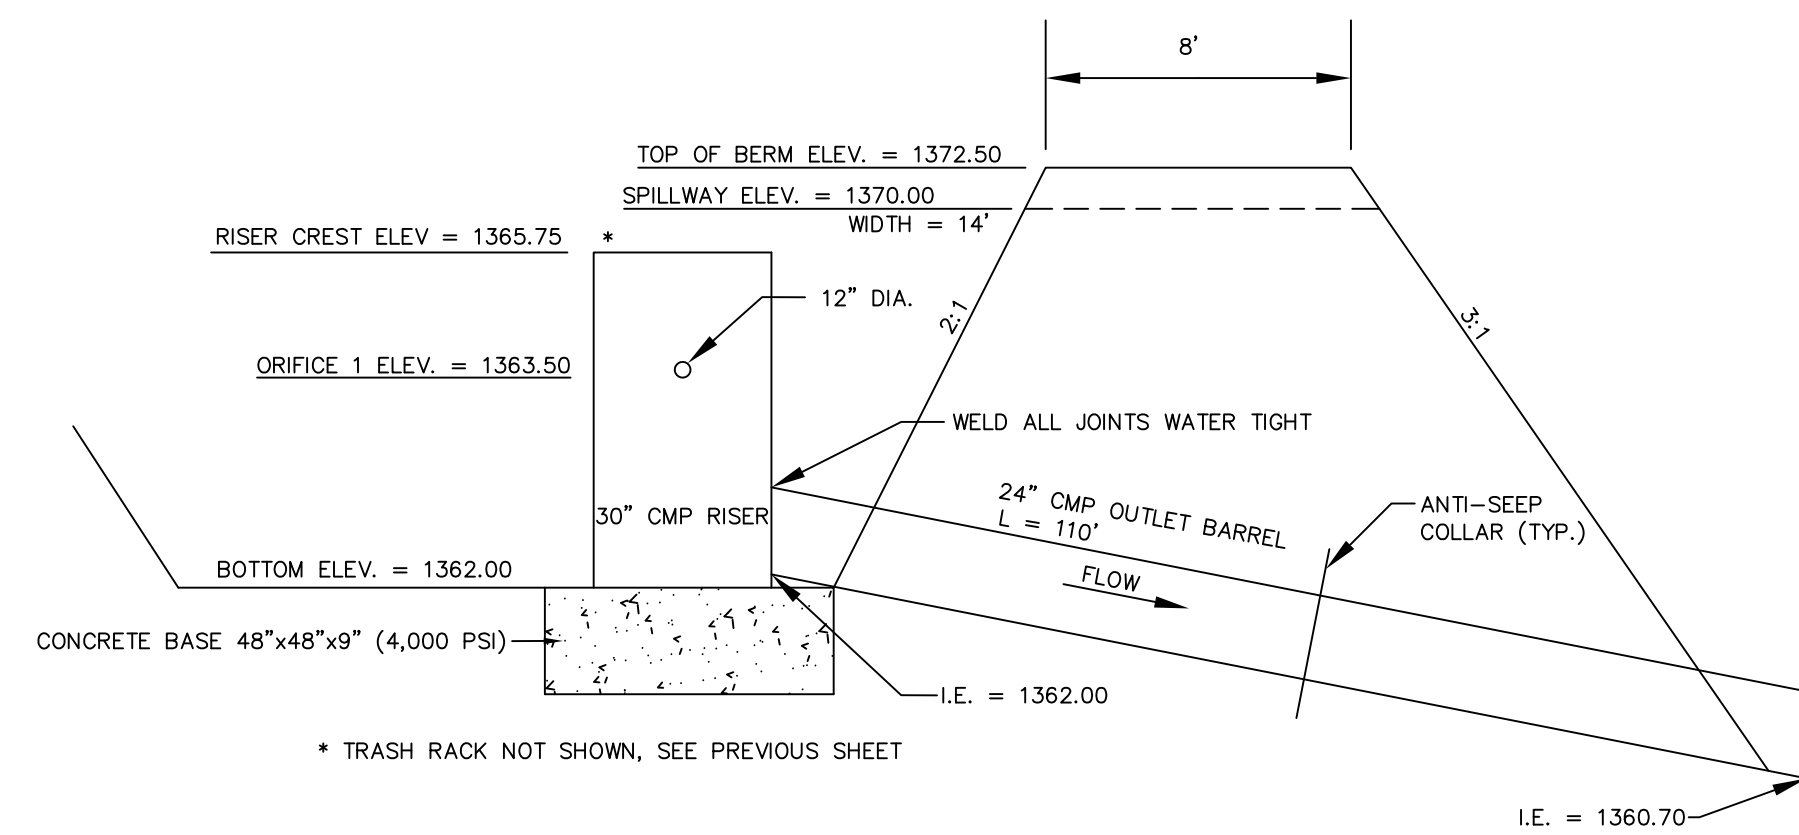 8'
TOP OF BERM ELEV. = 1372.50
SPILLWAY ELEV. = 1370.00
WIDTH = 14'
RISER CREST ELEV = 1365.75
*
12" DIA.
2:1
3:1
ORIFICE 1 ELEV. = 1363.50
WELD ALL JOINTS WATER TIGHT
24" CMP OUTLET BARREL
L = 110'
ANTI-SEEP
COLLAR (TYP.)
30" CMP RISER
BOTTOM ELEV. = 1362.00
FLOW
CONCRETE BASE 48"x48"x9" (4,000 PSI)
I.E. = 1362.00
* TRASH RACK NOT SHOWN, SEE PREVIOUS SHEET
I.E. = 1360.70